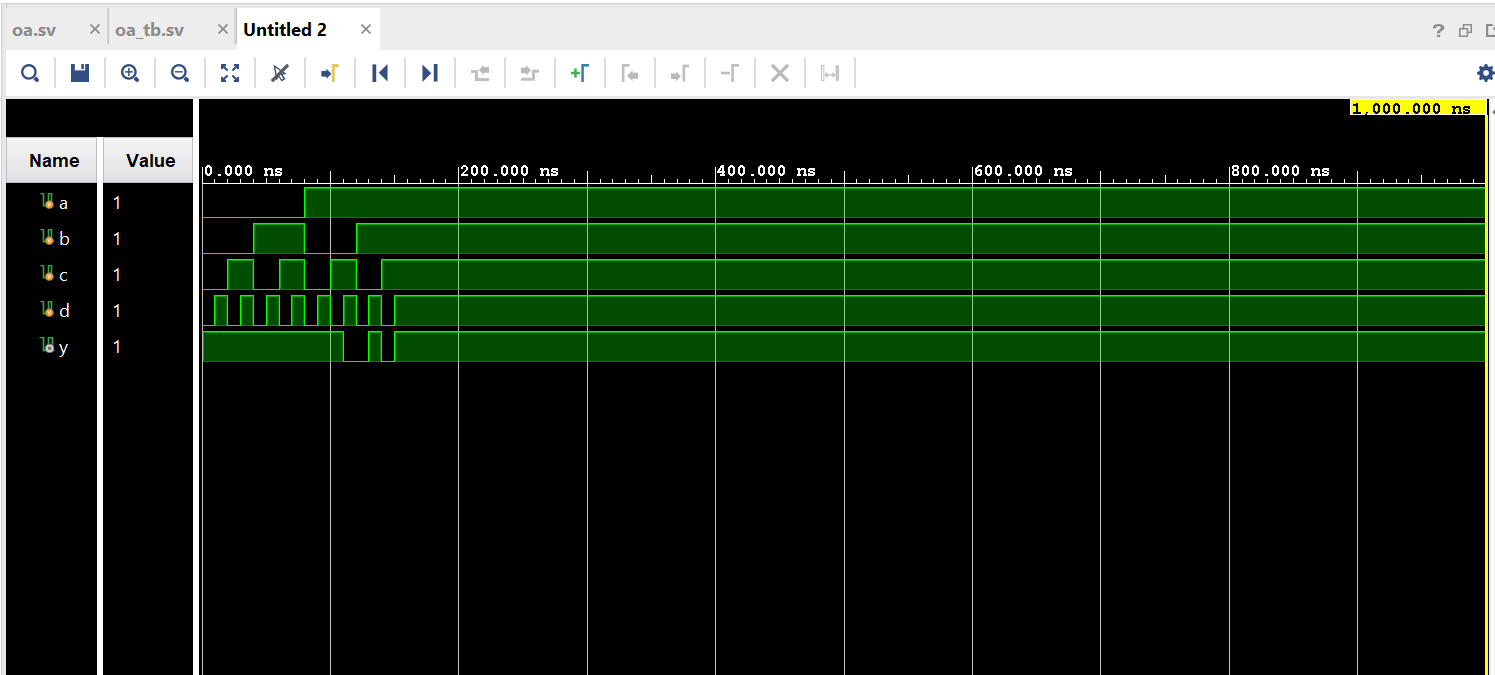 oa.sv oa_tb.sv Untitled 2
1,000.000 ns
Name Value
0.000 ns 200.000 ns 400.000 ns 600.000 ns 800.000 ns
a 1
b 1
c 1
d 1
y 1